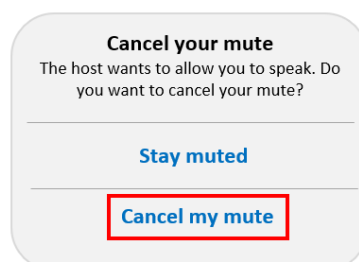 Cancel your mute
The host wants to allow you to speak. Do
you want to cancel your mute?
Stay muted
Cancel my mute